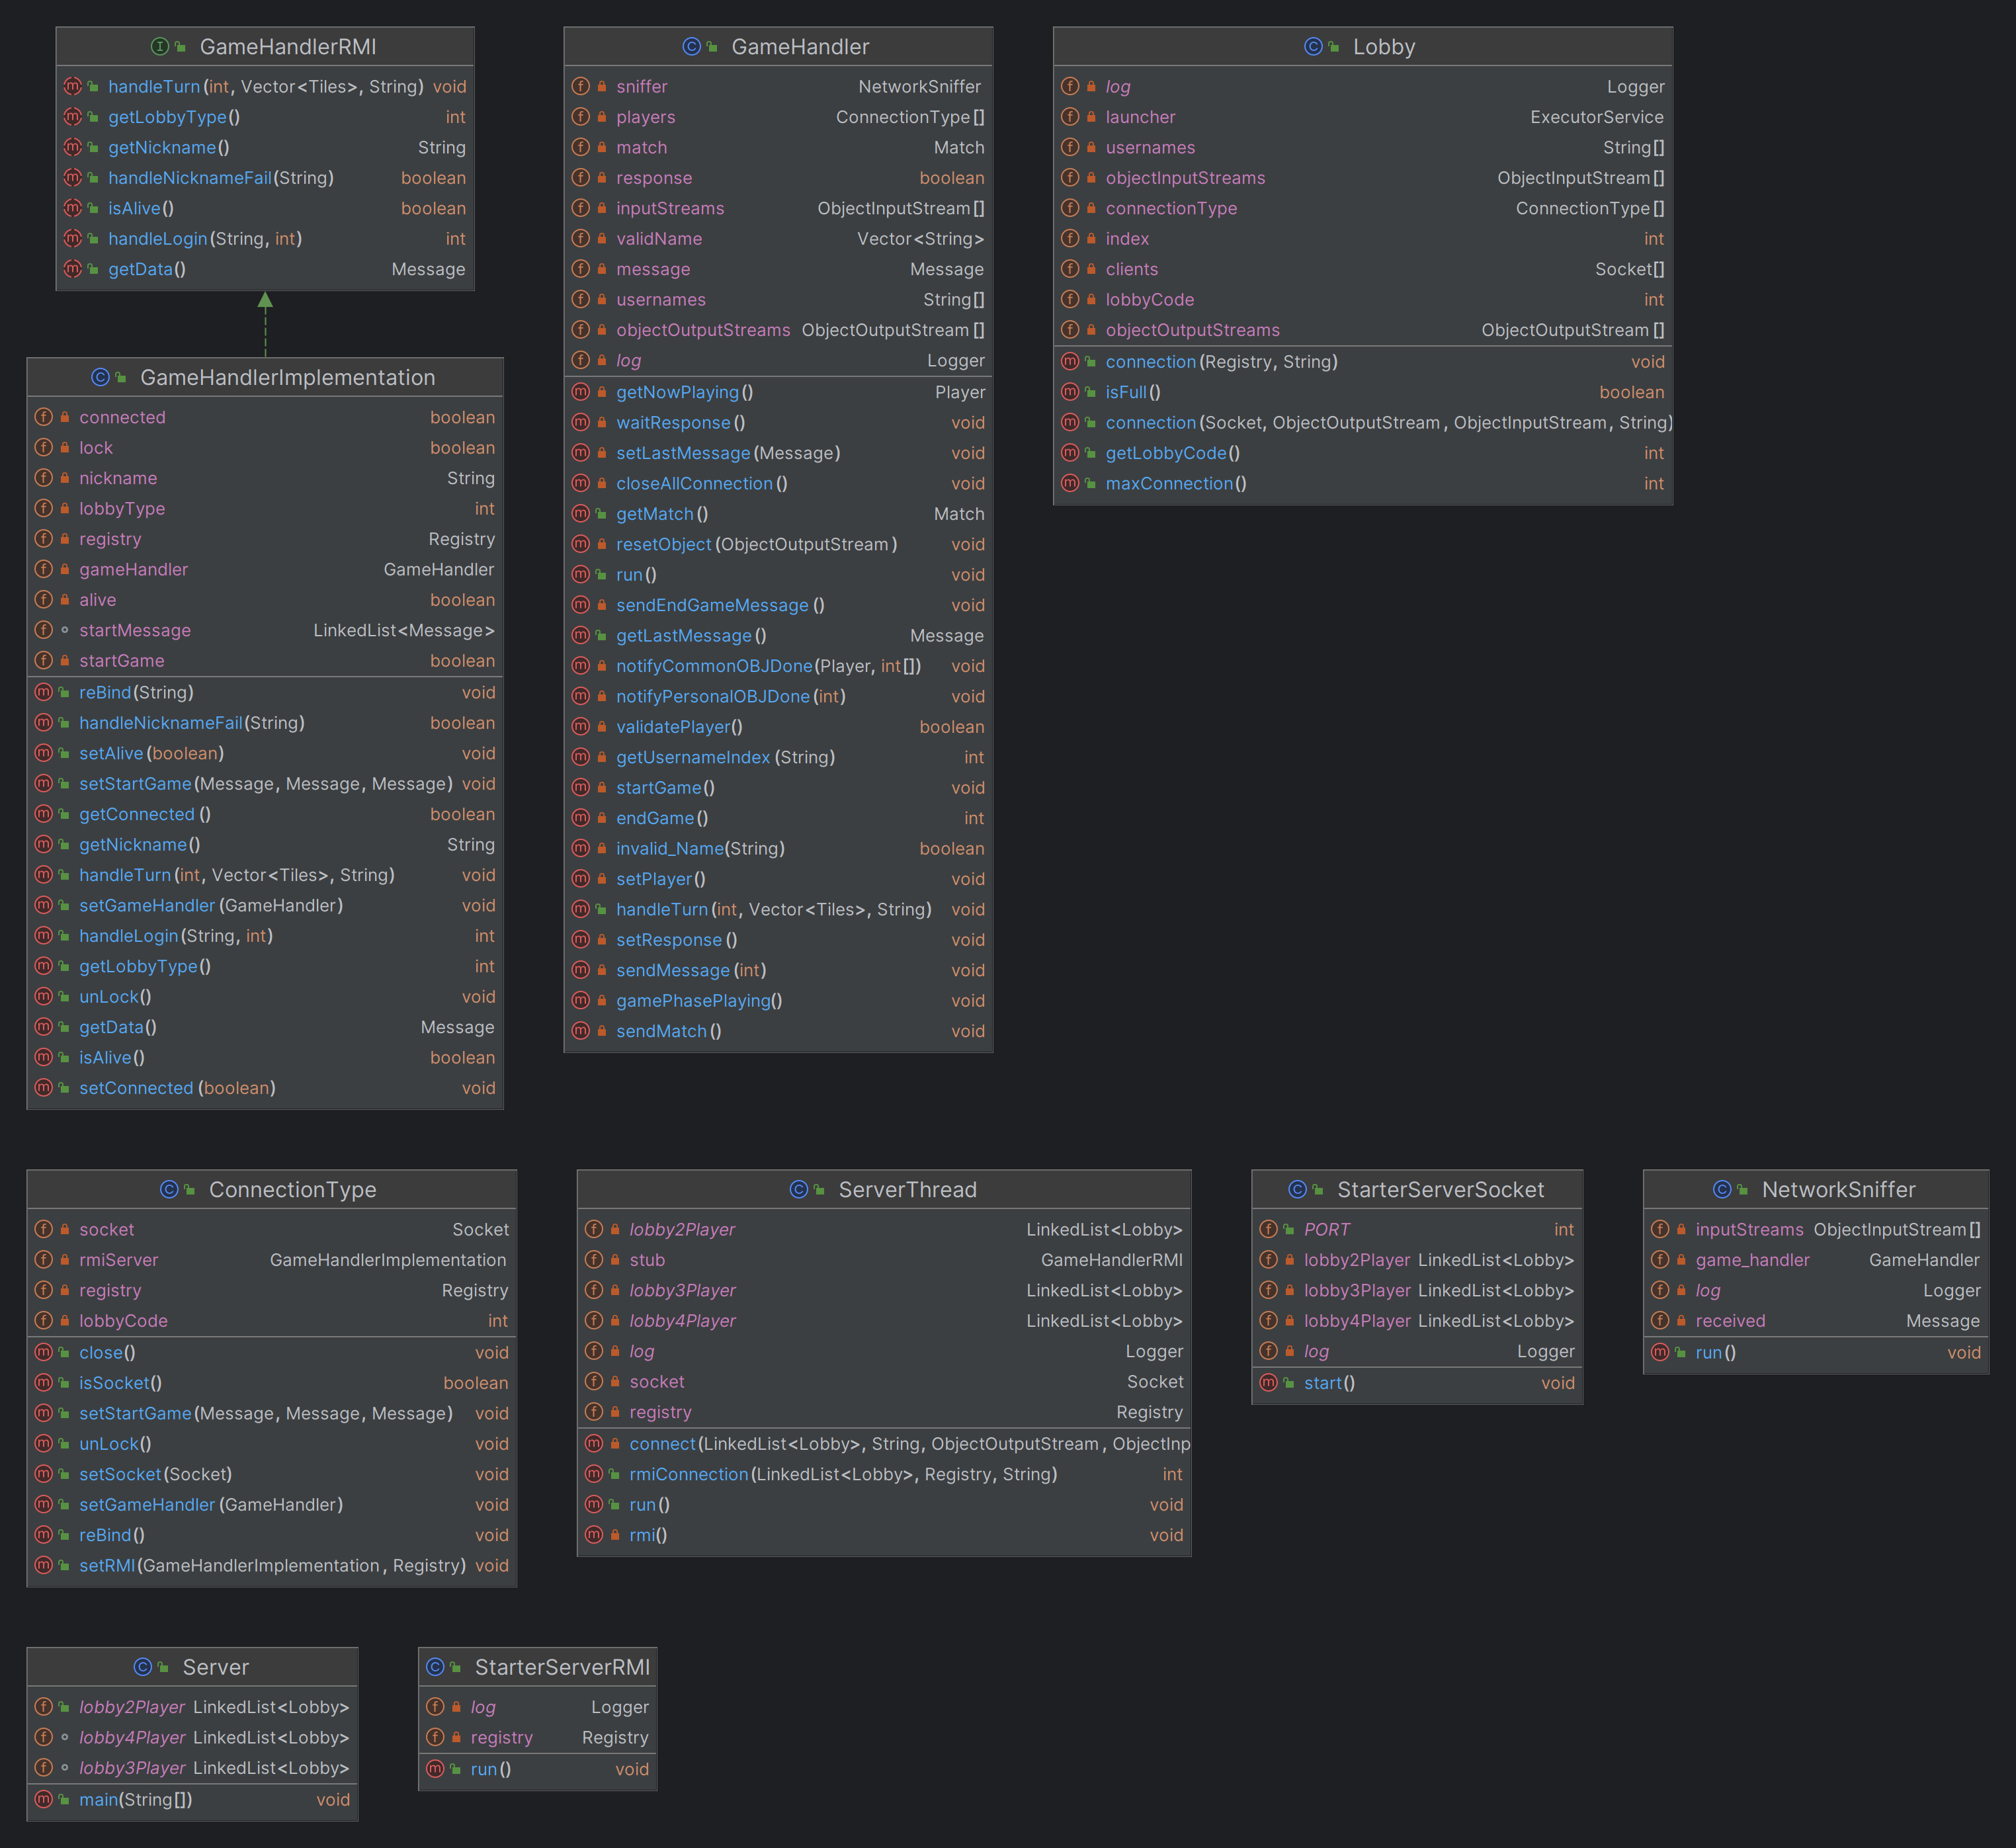 GameHandlerRMI
handleTurn(int, Vector<Tiles>, String) void
getLobbyType() int
getNickname() String
handleNicknameFail(String) boolean
isAlive() boolean
handleLogin(String, int) int
getData() Message
GameHandlerImplementation
connected boolean
lock boolean
nickname String
lobbyType int
registry Registry
gameHandler GameHandler
alive boolean
startMessage LinkedList<Message>
startGame boolean
reBind(String) void
handleNicknameFail(String) boolean
setAlive(boolean) void
setStartGame(Message, Message, Message) void
getConnected() boolean
getNickname() String
handleTurn(int, Vector<Tiles>, String) void
setGameHandler(GameHandler) void
handleLogin(String, int) int
getLobbyType() int
unLock() void
getData() Message
isAlive() boolean
setConnected(boolean) void
GameHandler
sniffer NetworkSniffer
players ConnectionType[]
match Match
response boolean
inputStreams ObjectInputStream[]
validName Vector<String>
message Message
usernames String[]
objectOutputStreams ObjectOutputStream[]
log Logger
getNowPlaying() Player
waitResponse() void
setLastMessage(Message) void
closeAllConnection() void
getMatch() Match
resetObject(ObjectOutputStream) void
run() void
sendEndGameMessage() void
getLastMessage() Message
notifyCommonOBJDone(Player, int[]) void
notifyPersonalOBJDone(int) void
validatePlayer() boolean
getUsernameIndex(String) int
startGame() void
endGame() int
invalid_Name(String) boolean
setPlayer() void
handleTurn(int, Vector<Tiles>, String) void
setResponse() void
sendMessage(int) void
gamePhasePlaying() void
sendMatch() void
Lobby
log Logger
launcher ExecutorService
usernames String[]
objectInputStreams ObjectInputStream[]
connectionType ConnectionType[]
index int
clients Socket[]
lobbyCode int
objectOutputStreams ObjectOutputStream[]
connection(Registry, String) void
isFull() boolean
connection(Socket, ObjectOutputStream, ObjectInputStream, String)
getLobbyCode() int
maxConnection() int
ConnectionType
socket Socket
rmiServer GameHandlerImplementation
registry Registry
lobbyCode int
close() void
isSocket() boolean
setStartGame(Message, Message, Message) void
unLock() void
setSocket(Socket) void
setGameHandler(GameHandler) void
reBind() void
setRMI(GameHandlerImplementation, Registry) void
ServerThread
lobby2Player LinkedList<Lobby>
stub GameHandlerRMI
lobby3Player LinkedList<Lobby>
lobby4Player LinkedList<Lobby>
log Logger
socket Socket
registry Registry
connect(LinkedList<Lobby>, String, ObjectOutputStream, ObjectInp
rmiConnection(LinkedList<Lobby>, Registry, String) int
run() void
rmi() void
StarterServerSocket
PORT int
lobby2Player LinkedList<Lobby>
lobby3Player LinkedList<Lobby>
lobby4Player LinkedList<Lobby>
log Logger
start() void
NetworkSniffer
inputStreams ObjectInputStream[]
game_handler GameHandler
log Logger
received Message
run() void
Server
lobby2Player LinkedList<Lobby>
lobby4Player LinkedList<Lobby>
lobby3Player LinkedList<Lobby>
main(String[]) void
StarterServerRMI
log Logger
registry Registry
run() void